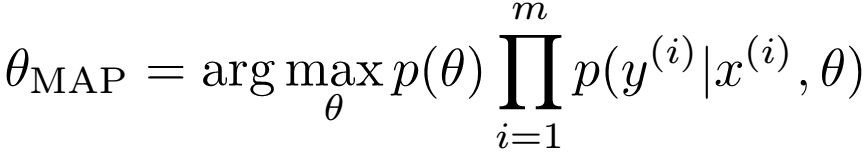 θ_MAP = arg max_θ p(θ) ∏_{i=1}^{m} p(y^{(i)}|x^{(i)}, θ)